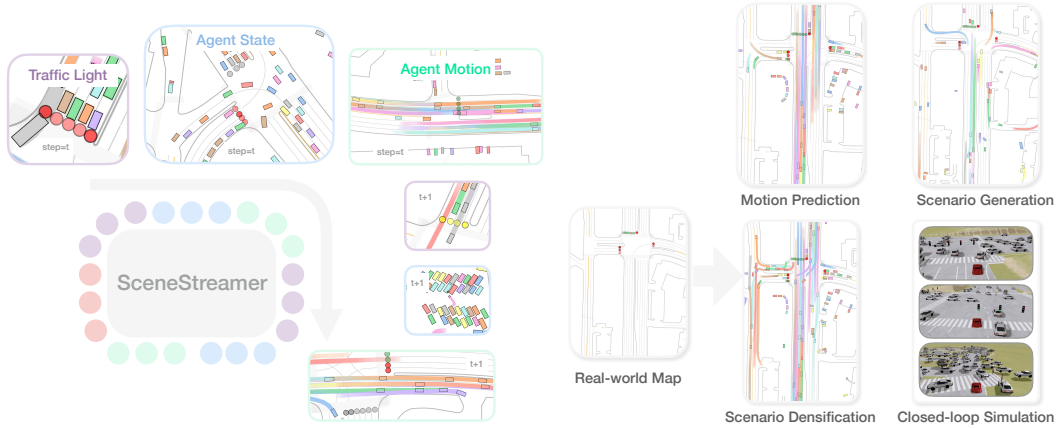 Traffic Light
step=t
Agent State
step=t
Agent Motion
step=t
SceneStreamer
t+1
t+1
t+1
Real-world Map
Motion Prediction
Scenario Generation
Scenario Densification
Closed-loop Simulation